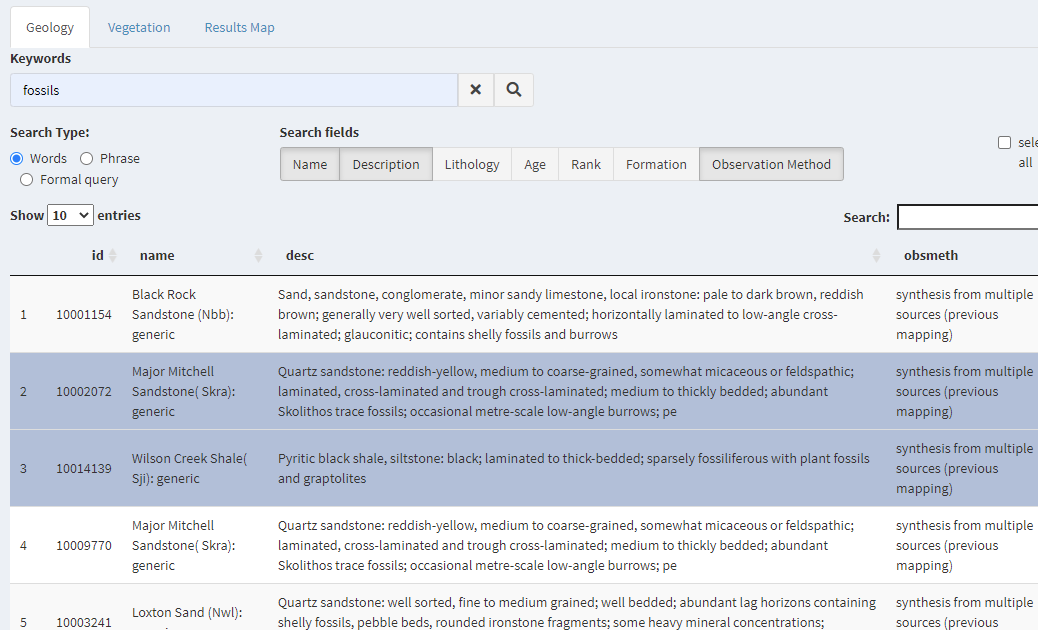 Geology Vegetation Results Map
Keywords
fossils
Search Type: Search fields
Words Phrase
Formal query
Name Description Lithology Age Rank Formation Observation Method
all
Show 10 entries
Search:
id name desc obsmeth
1 10001154
Black Rock
Sandstone (Nbb):
generic
Sand, sandstone, conglomerate, minor sandy limestone, local ironstone: pale to dark brown, reddish
brown; generally very well sorted, variably cemented; horizontally laminated to low-angle cross-
laminated; glauconitic; contains shelly fossils and burrows
synthesis from multiple
sources (previous
mapping)
2 10002072
Major Mitchell
Sandstone( Skra):
generic
Quartz sandstone: reddish-yellow, medium to coarse-grained, somewhat micaceous or feldspathic;
laminated, cross-laminated and trough cross-laminated; medium to thickly bedded; abundant
Skolithos trace fossils; occasional metre-scale low-angle burrows; pe
synthesis from multiple
sources (previous
mapping)
3 10014139
Wilson Creek Shale(
Sji): generic
Pyritic black shale, siltstone: black; laminated to thick-bedded; sparsely fossiliferous with plant fossils
and graptolites
synthesis from multiple
sources (previous
mapping)
4 10009770
Major Mitchell
Sandstone( Skra):
generic
Quartz sandstone: reddish-yellow, medium to coarse-grained, somewhat micaceous or feldspathic;
laminated, cross-laminated and trough cross-laminated; medium to thickly bedded; abundant
Skolithos trace fossils; occasional metre-scale low-angle burrows; pe
synthesis from multiple
sources (previous
mapping)
5 10003241
Loxton Sand (Nwl):
Quartz sandstone: well sorted, fine to medium grained; well bedded; abundant lag horizons containing
shelly fossils, pebble beds, rounded ironstone fragments; some heavy mineral concentrations;
synthesis from multiple
sources (previous